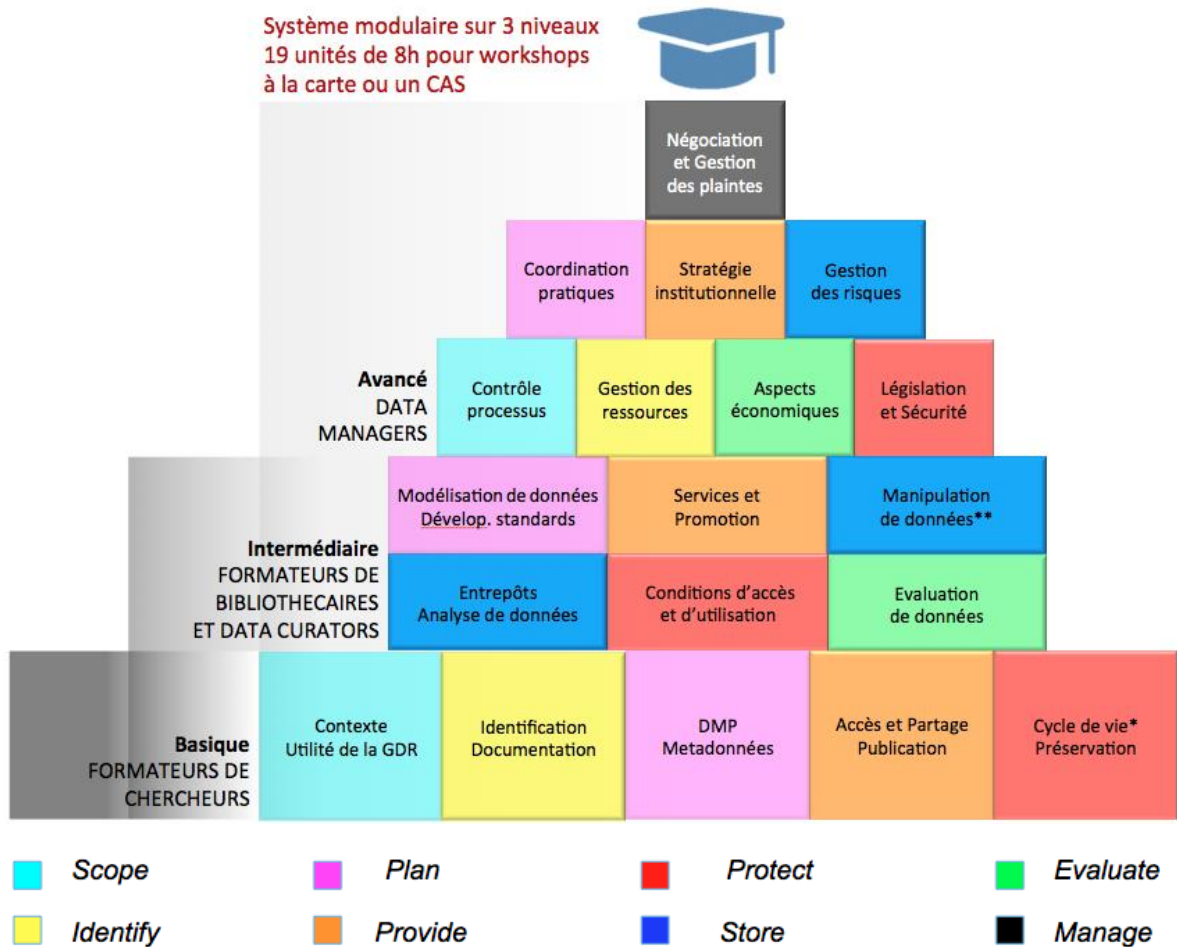 Système modulaire sur 3 niveaux
19 unités de 8h pour workshops
à la carte ou un CAS
Négociation
et Gestion
des plaintes
Coordination
pratiques
Stratégie
institutionnelle
Gestion
des risques
Avancé
DATA
MANAGERS
Contrôle
processus
Gestion des
ressources
Aspects
économiques
Législation
et Sécurité
Modélisation de données
Dévelop. standards
Services et
Promotion
Manipulation
de données**
Intermédiaire
FORMATEURS DE
BIBLIOTHECAIRES
ET DATA CURATORS
Entrepôts
Analyse de données
Conditions d'accès
et d'utilisation
Evaluation
de données
Basique
FORMATEURS DE
CHERCHEURS
Contexte
Utilité de la GDR
Identification
Documentation
DMP
Metadonnées
Accès et Partage
Publication
Cycle de vie*
Préservation
Scope
Plan
Protect
Evaluate
Identify
Provide
Store
Manage